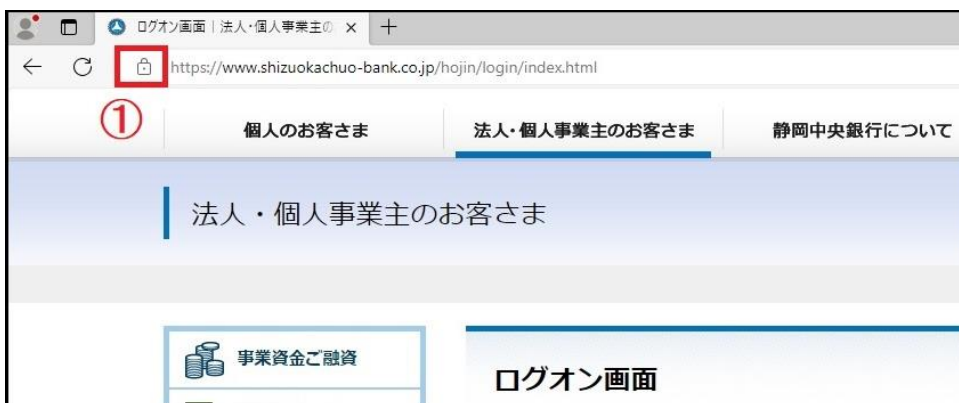 ログオン画面 | 法人・個人事業主の
https://www.shizuokachuo-bank.co.jp/hojin/login/index.html
①
個人のお客さま 法人・個人事業主のお客さま 静岡中央銀行について
法人・個人事業主のお客さま
事業資金ご融資
ログオン画面